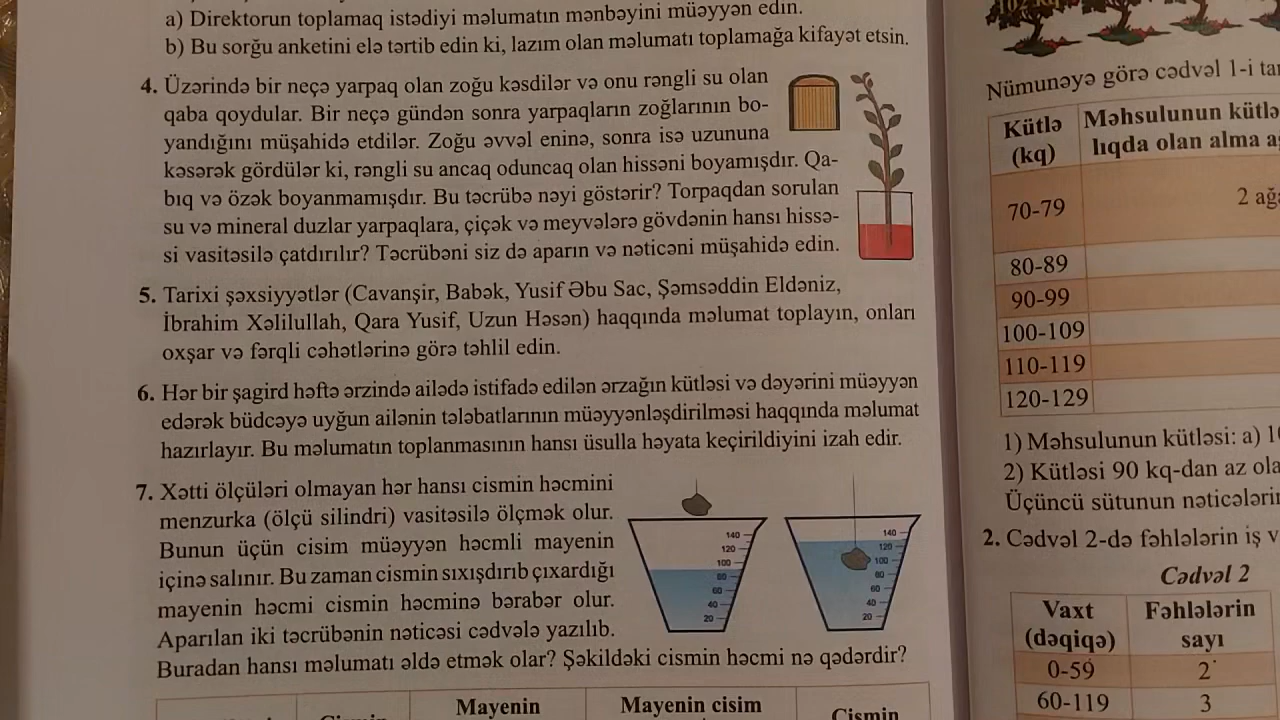 a) Direktorun toplamaq istədiyi məlumatın mənbəyini müəyyən edin.
b) Bu sorğu anketini elə tərtib edin ki, lazım olan məlumatı toplamağa kifayət etsin.
4. Üzərində bir neçə yarpaq olan zoğu kəsdilər və onu rəngli su olan
qaba qoydular. Bir neçə gündən sonra yarpaqların zoğlarının bo-
yandığını müşahidə etdilər. Zoğu əvvəl eninə, sonra isə uzununa
kəsərək gördülər ki, rəngli su ancaq oduncaq olan hissəni boyamışdır. Qa-
bıq və özək boyanmamışdır. Bu təcrübə nəyi göstərir? Torpaqdan sorulan
su və mineral duzlar yarpaqlara, çiçək və meyvələrə gövdənin hansı hissə-
si vasitəsilə çatdırılır? Təcrübəni siz də aparın və nəticəni müşahidə edin.
5. Tarixi şəxsiyyətlər (Cavanşir, Babək, Yusif Əbu Sac, Şəmsəddin Eldəniz,
İbrahim Xəlilullah, Qara Yusif, Uzun Həsən) haqqında məlumat toplayın, onları
oxşar və fərqli cəhətlərinə görə təhlil edin.
6. Hər bir şagird həftə ərzində ailədə istifadə edilən ərzağın kütləsi və dəyərini müəyyən
edərək büdcəyə uyğun ailənin tələbatlarının müəyyənləşdirilməsi haqqında məlumat
hazırlayır. Bu məlumatın toplanmasının hansı üsulla həyata keçirildiyini izah edir.
7. Xətti ölçüləri olmayan hər hansı cismin həcmini
menzurka (ölçü silindri) vasitəsilə ölçmək olur.
Bunun üçün cisim müəyyən həcmli mayenin
içinə salınır. Bu zaman cismin sıxışdırıb çıxardığı
mayenin həcmi cismin həcminə bərabər olur.
Aparılan iki təcrübənin nəticəsi cədvələ yazılıb.
Buradan hansı məlumatı əldə etmək olar? Şəkildəki cismin həcmi nə qədərdir?
140
120
100
80
60
40
20
140
120
100
80
60
40
20
Mayenin
Mayenin cisim
Cismin
Nümunəyə görə cədvəl 1-i
Kütlə
(kq)
Məhsulunun
lıqda olan alma
70-79
2
80-89
90-99
100-109
110-119
120-129
1) Məhsulunun kütləsi: a)
2) Kütləsi 90 kq-dan az
Üçüncü sütunun
2. Cədvəl 2-də fəhlələrin iş
Cədvəl 2
Vaxt
(dəqiqə)
Fəhlələrin
sayı
0-59
2
60-119
3